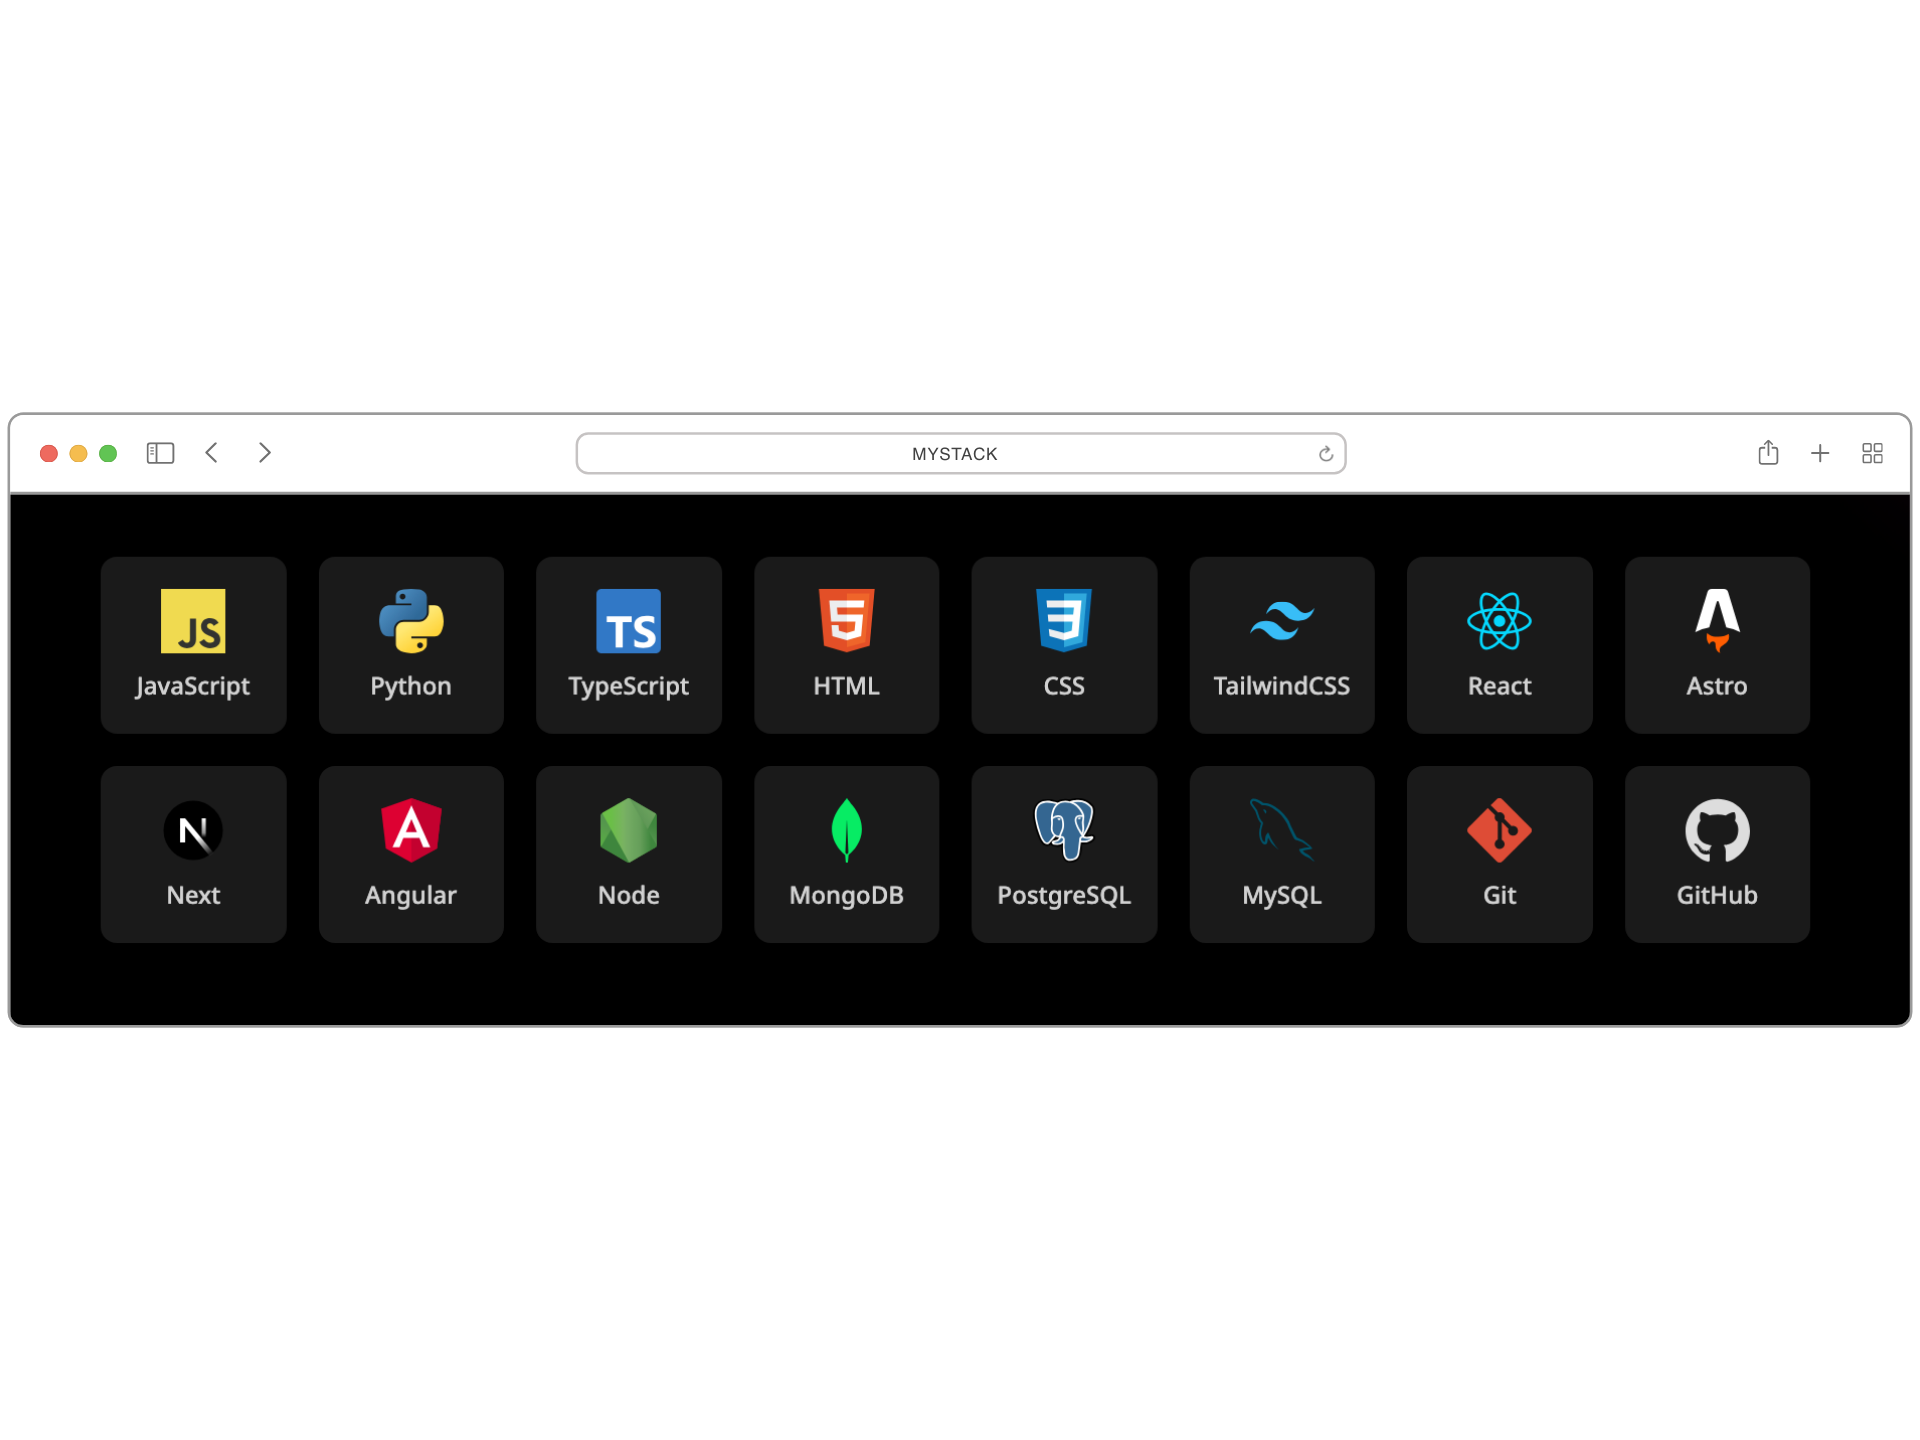 MYSTACK
JS
TS
5
3
JavaScript Python TypeScript HTML CSS TailwindCSS React Astro
N
A
Next Angular Node MongoDB PostgreSQL MySQL Git GitHub